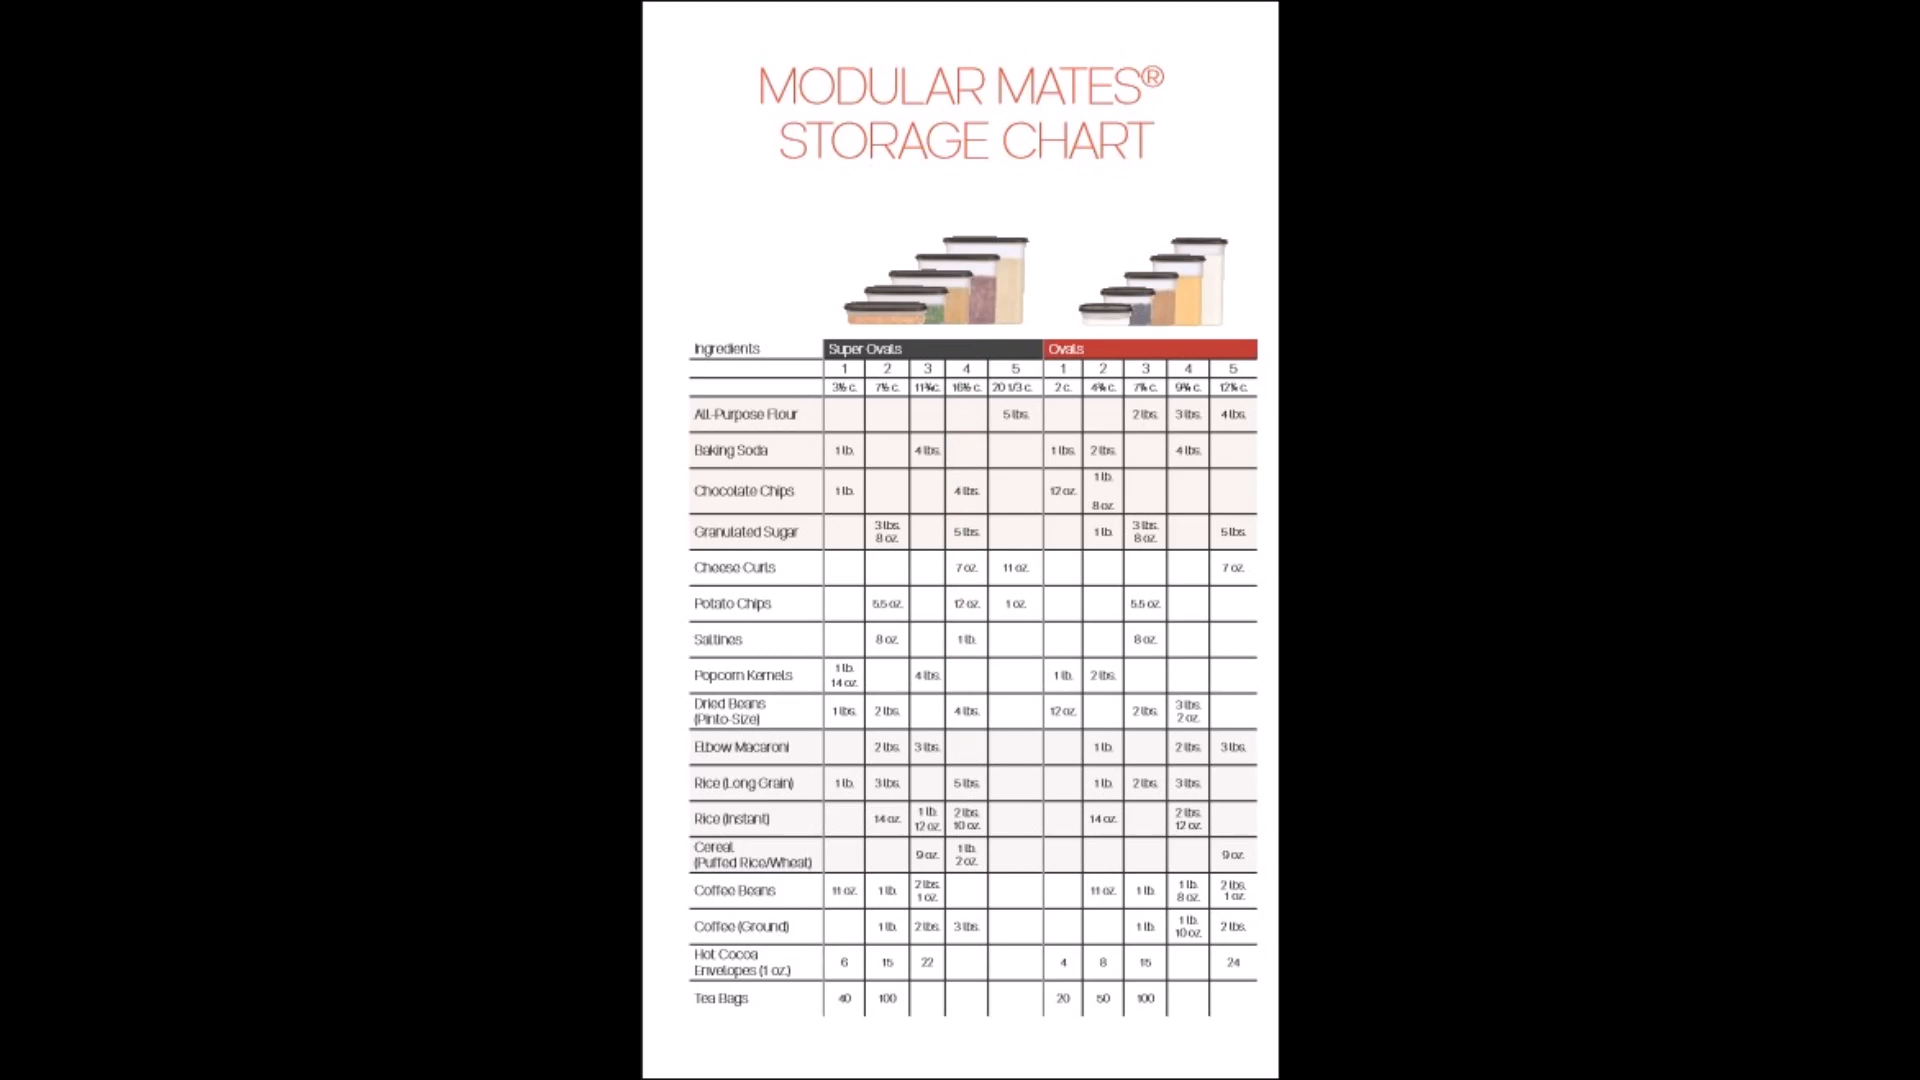 MODULAR MATES®
STORAGE CHART
Ingredients Super Ovals Ovals
1 2 3 4 5 1 2 3 4 5
20 1/3 c. 2 c.
All-Purpose Flour 5 lbs. 2 lbs. 3 lbs. 4 lbs.
Baking Soda 1 lb. 4 lbs. 1 lbs. 2 lbs. 4 lbs.
Chocolate Chips 1 lb. 4 lbs. 12 oz. 1 lb. 8 oz.
Granulated Sugar 3 lbs. 8 oz. 5 lbs. 1 lb. 3 lbs. 8 oz. 5 lbs.
Cheese Curls 7 oz. 11 oz. 7 oz.
Potato Chips 5.5 oz. 12 oz. 1 oz. 5.5 oz.
Saltines 8 oz. 1 lb. 8 oz.
Popcorn Kernels 1 lb. 14 oz. 4 lbs. 1 lb. 2 lbs.
Dried Beans (Pinto-Size) 1 lbs. 2 lbs. 4 lbs. 12 oz. 2 lbs. 3 lbs. 2 oz.
Elbow Macaroni 2 lbs. 3 lbs. 1 lb. 2 lbs. 3 lbs.
Rice (Long Grain) 1 lb. 3 lbs. 5 lbs. 1 lb. 2 lbs. 3 lbs.
Rice (Instant) 14 oz. 1 lb. 12 oz. 2 lbs. 10 oz. 14 oz. 2 lbs. 12 oz.
Cereal (Puffed Rice/Wheat) 9 oz. 1 lb. 2 oz. 9 oz.
Coffee Beans 11 oz. 1 lb. 2 lbs. 1 oz. 11 oz. 1 lb. 1 lb. 8 oz. 2 lbs. 1 oz.
Coffee (Ground) 1 lb. 2 lbs. 3 lbs. 1 lb. 1 lb. 10 oz. 2 lbs.
Hot Cocoa Envelopes (1 oz.) 6 15 22 4 8 15 24
Tea Bags 40 100 20 50 100